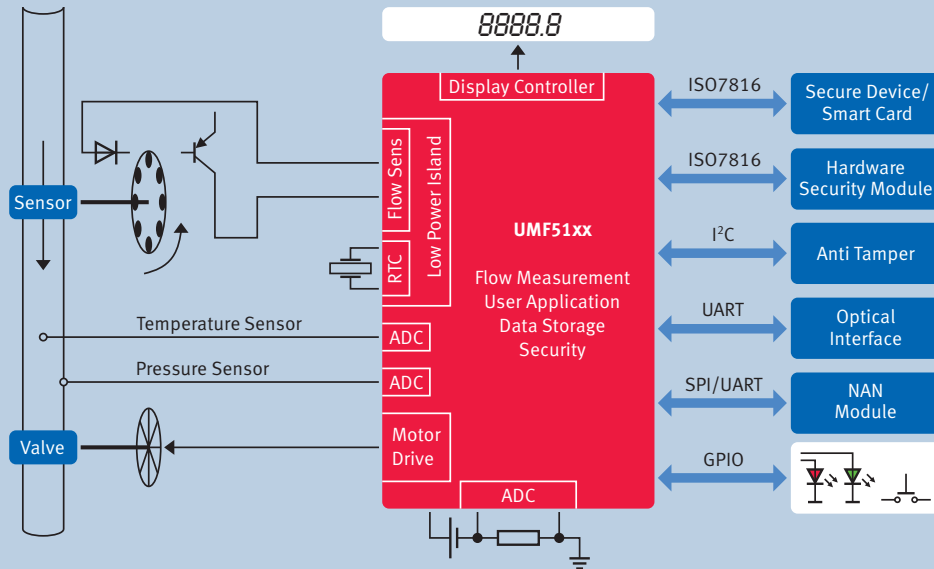 8888.8
Display Controller
Sensor
Valve
Temperature Sensor
Pressure Sensor
Flow Sens
RTC
Low Power Island
ADC
ADC
Motor
Drive
ADC
UMF51xx
Flow Measurement
User Application
Data Storage
Security
ISO7816
Secure Device/
Smart Card
ISO7816
Hardware
Security Module
I²C
Anti Tamper
UART
Optical
Interface
SPI/UART
NAN
Module
GPIO